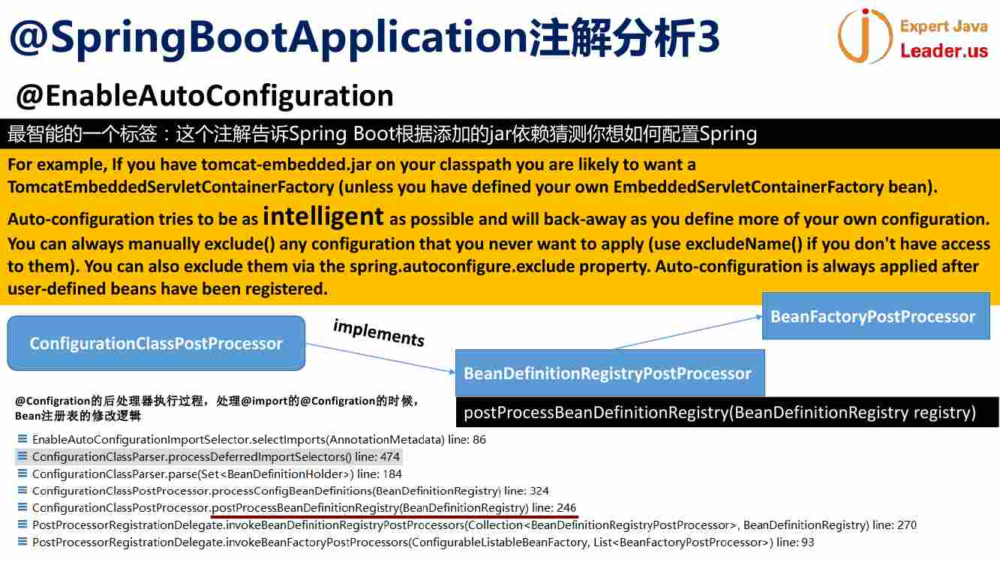 @SpringBootApplication注解分析3
Expert Java
Leader.us
@EnableAutoConfiguration
最智能的一个标签：这个注解告诉Spring Boot根据添加的jar依赖猜测你想如何配置Spring
For example, If you have tomcat-embedded.jar on your classpath you are likely to want a
TomcatEmbeddedServletContainerFactory (unless you have defined your own EmbeddedServletContainerFactory bean).
Auto-configuration tries to be as intelligent as possible and will back-away as you define more of your own configuration.
You can always manually exclude() any configuration that you never want to apply (use excludeName() if you don't have access
to them). You can also exclude them via the spring.autoconfigure.exclude property. Auto-configuration is always applied after
user-defined beans have been registered.
BeanFactoryPostProcessor
implements
ConfigurationClassPostProcessor
BeanDefinitionRegistryPostProcessor
postProcessBeanDefinitionRegistry(BeanDefinitionRegistry registry)
@Configration的后处理器执行过程，处理@import的@Configration的时候，
Bean注册表的修改逻辑
EnableAutoConfigurationImportSelector.selectImports(AnnotationMetadata) line: 86
ConfigurationClassParser.processDeferredImportSelectors() line: 474
ConfigurationClassParser.parse(Set<BeanDefinitionHolder>) line: 184
ConfigurationClassPostProcessor.processConfigBeanDefinitions(BeanDefinitionRegistry) line: 324
ConfigurationClassPostProcessor.postProcessBeanDefinitionRegistry(BeanDefinitionRegistry) line: 246
PostProcessorRegistrationDelegate.invokeBeanDefinitionRegistryPostProcessors(Collection<BeanDefinitionRegistryPostProcessor>, BeanDefinitionRegistry) line: 270
PostProcessorRegistrationDelegate.invokeBeanFactoryPostProcessors(ConfigurableListableBeanFactory, List<BeanFactoryPostProcessor>) line: 93